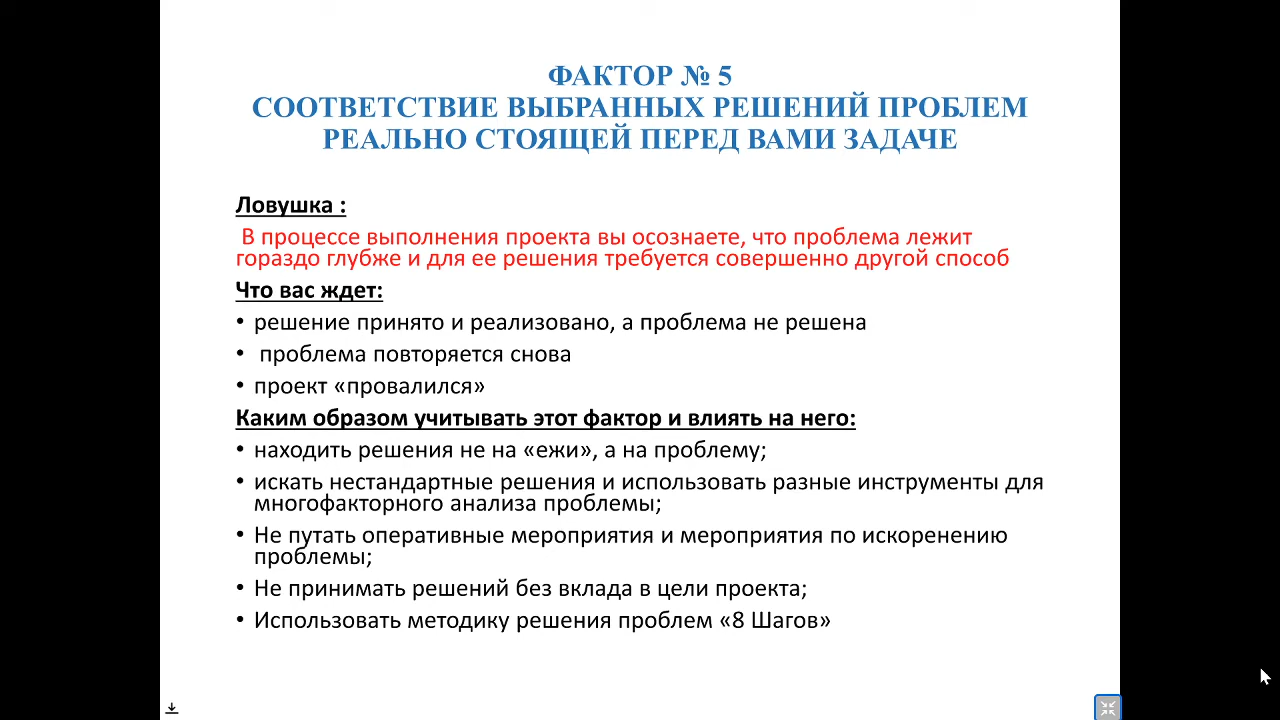 ФАКТОР № 5
СООТВЕТСТВИЕ ВЫБРАННЫХ РЕШЕНИЙ ПРОБЛЕМ
РЕАЛЬНО СТОЯЩЕЙ ПЕРЕД ВАМИ ЗАДАЧЕ
Ловушка :
В процессе выполнения проекта вы осознаете, что проблема лежит
гораздо глубже и для ее решения требуется совершенно другой способ
Что вас ждет:
• решение принято и реализовано, а проблема не решена
• проблема повторяется снова
• проект «провалился»
Каким образом учитывать этот фактор и влиять на него:
• находить решения не на «ежи», а на проблему;
• искать нестандартные решения и использовать разные инструменты для
многофакторного анализа проблемы;
• Не путать оперативные мероприятия и мероприятия по искоренению
проблемы;
• Не принимать решений без вклада в цели проекта;
• Использовать методику решения проблем «8 Шагов»